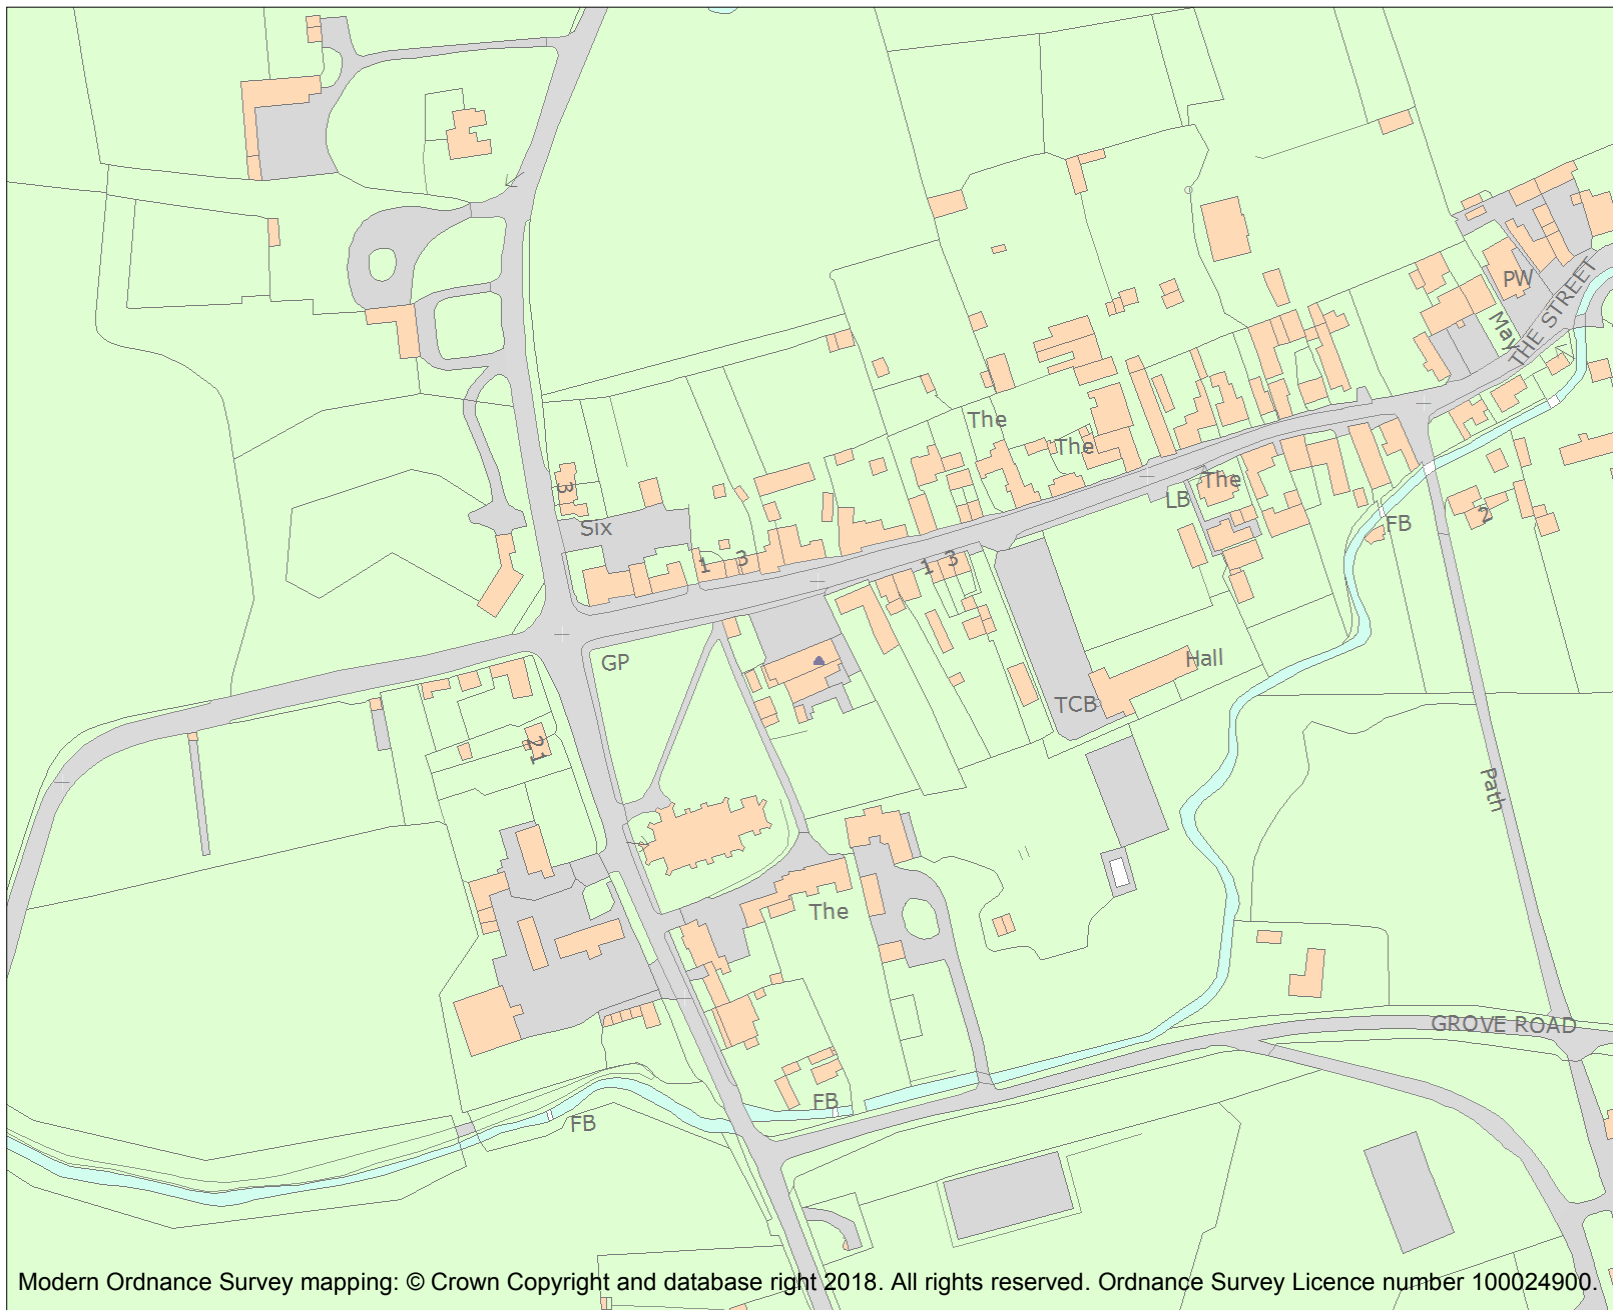 PW
THE STREET
May
The
The
The
LB
FB
2
3
Six
1 3
1 3
GP
Hall
TCB
21
Path
The
GROVE ROAD
FB
FB
Modern Ordnance Survey mapping: © Crown Copyright and database right 2018. All rights reserved. Ordnance Survey Licence number 100024900.